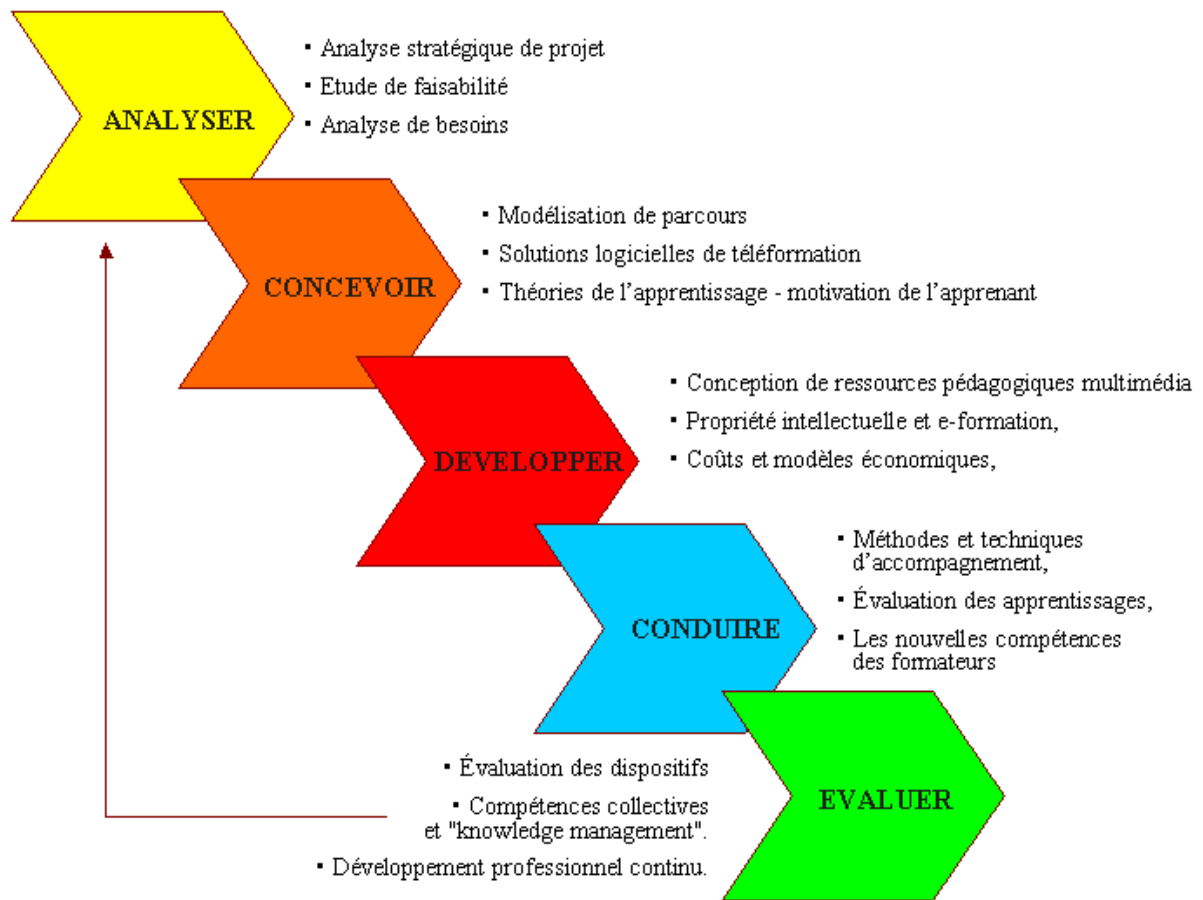 ▪ Analyse stratégique de projet
▪ Etude de faisabilité
ANALYSER
▪ Analyse de besoins
▪ Modélisation de parcours
▪ Solutions logicielles de téléformation
CONCEVOIR
▪ Théories de l’apprentissage - motivation de l’apprenant
▪ Conception de ressources pédagogiques multimédia
▪ Propriété intellectuelle et e-formation,
DEVELOPPER
▪ Coûts et modèles économiques,
▪ Méthodes et techniques
d’accompagnement,
▪ Évaluation des apprentissages,
CONDUIRE
▪ Les nouvelles compétences
des formateurs
▪ Évaluation des dispositifs
EVALUER
▪ Compétences collectives
et "knowledge management".
▪ Développement professionnel continu.